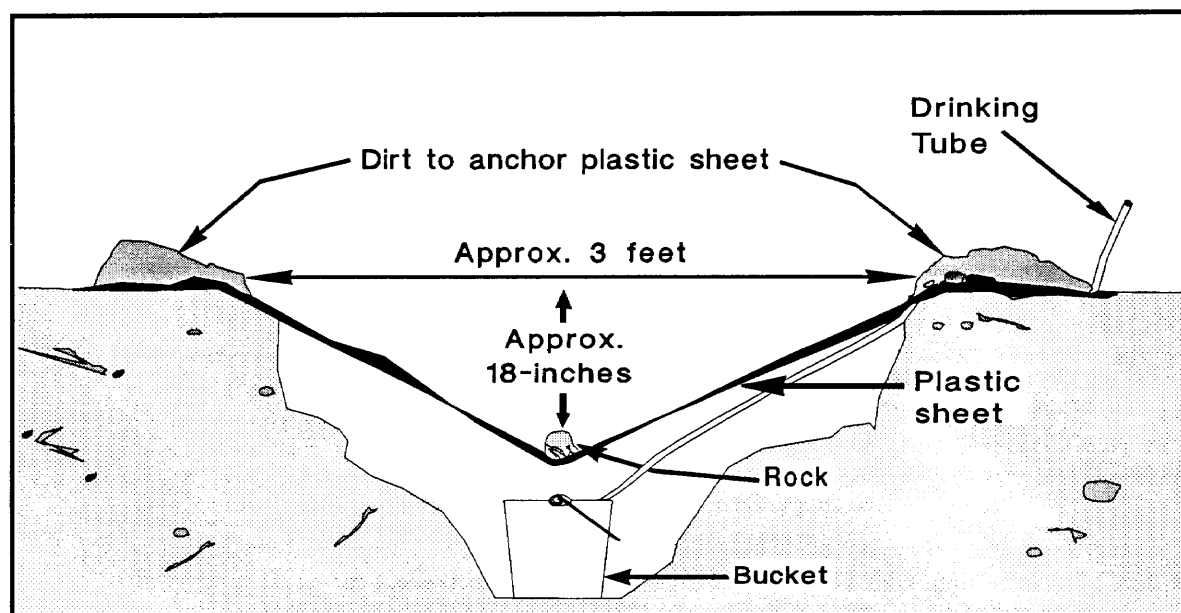 Drinking
Tube
Dirt to anchor plastic sheet
Approx. 3 feet
Approx.
18-inches
Plastic
sheet
Rock
Bucket